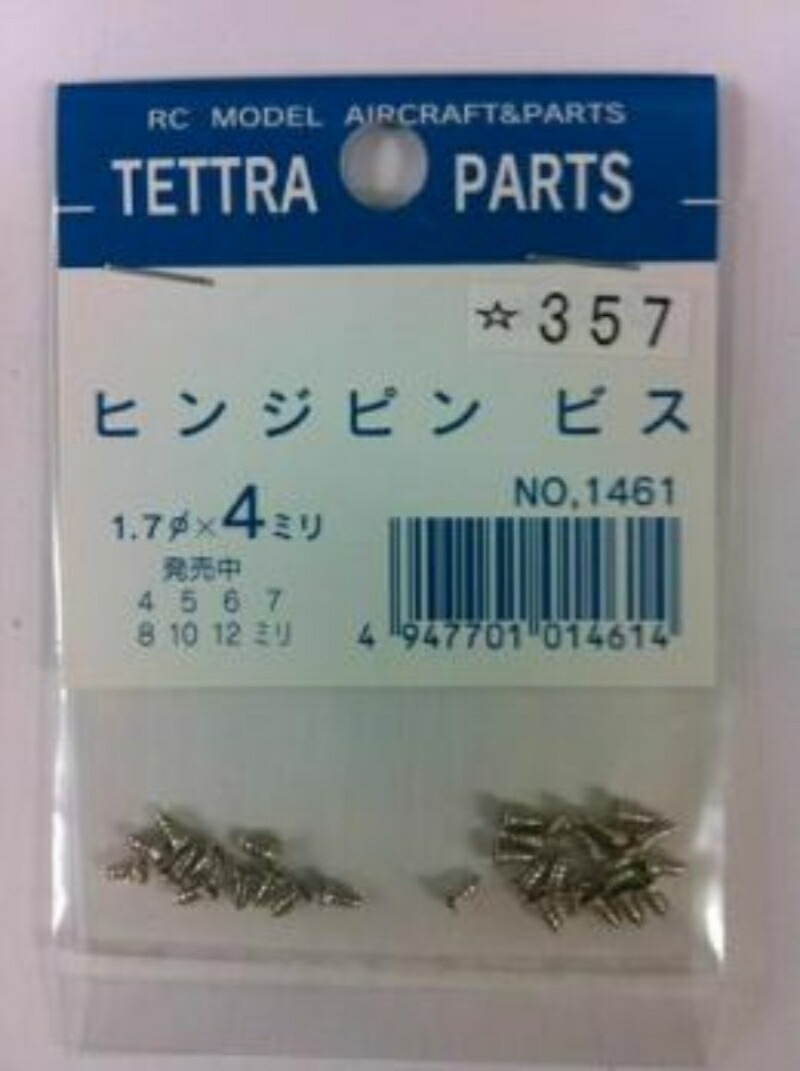 RC MODEL AIRCRAFT&PARTS
TETTRA PARTS
☆357
ヒンジピン ビス
NO,1461
1.7φ×4ミリ
発売中
4 5 6 7
8 10 12 ミリ
4 947701 014614